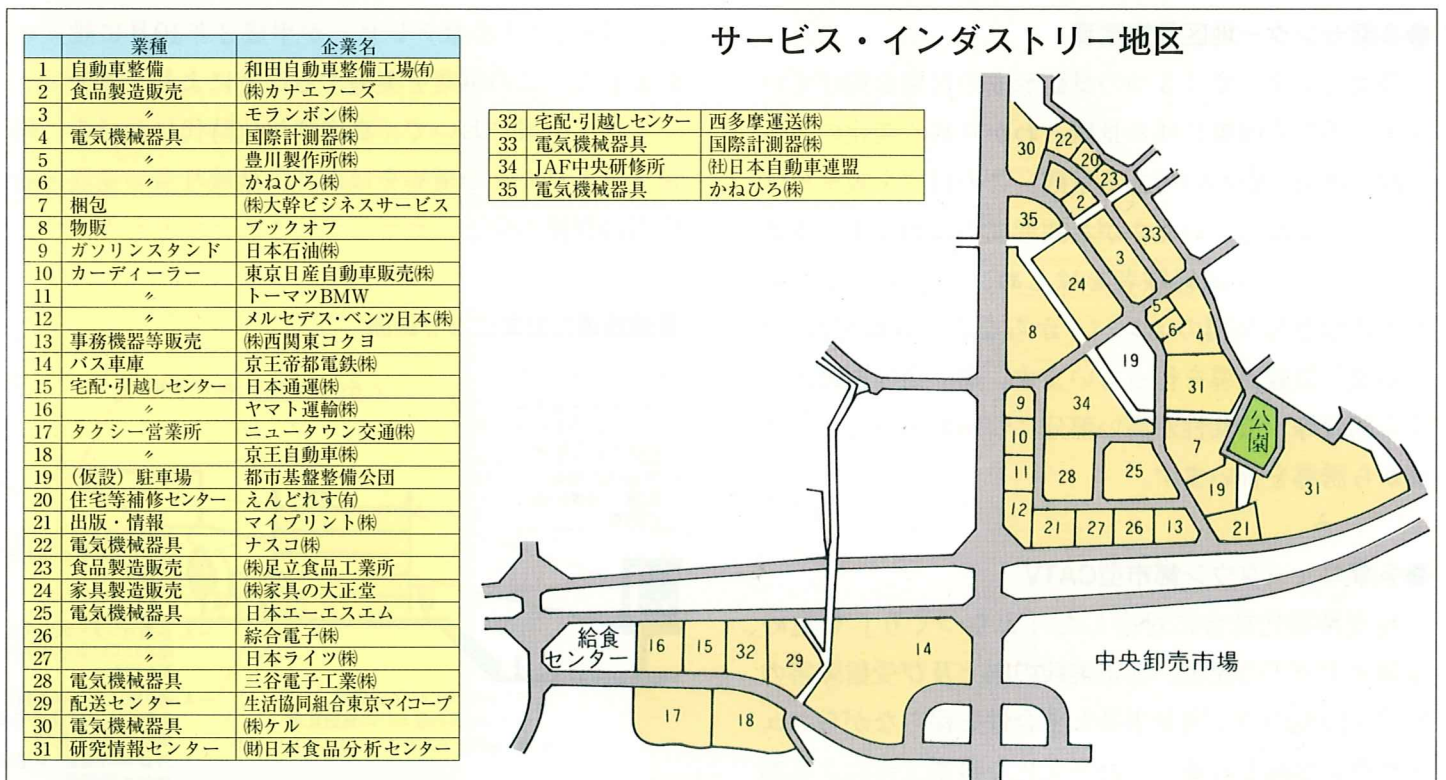 サービス・インダストリー地区
業種 企業名
1 自動車整備 和田自動車整備工場㈲
2 食品製造販売 ㈱カナエフーズ
3 〃 モランボン㈱
4 電気機械器具 国際計測器㈱
5 〃 豊川製作所㈱
6 〃 かねひろ㈱
7 梱包 ㈱大幹ビジネスサービス
8 物販 ブックオフ
9 ガソリンスタンド 日本石油㈱
10 カーディーラー 東京日産自動車販売㈱
11 〃 トーマツBMW
12 〃 メルセデス・ベンツ日本㈱
13 事務機器等販売 ㈱西関東コクヨ
14 バス車庫 京王帝都電鉄㈱
15 宅配・引越しセンター 日本通運㈱
16 〃 ヤマト運輸㈱
17 タクシー営業所 ニュータウン交通㈱
18 〃 京王自動車㈱
19 (仮設)駐車場 都市基盤整備公団
20 住宅等補修センター えんどれす㈲
21 出版・情報 マイプリント㈱
22 電気機械器具 ナスコ㈱
23 食品製造販売 ㈱足立食品工業所
24 家具製造販売 ㈱家具の大正堂
25 電気機械器具 日本エーエスエム
26 〃 綜合電子㈱
27 〃 日本ライツ㈱
28 電気機械器具 三谷電子工業㈱
29 配送センター 生活協同組合東京マイコープ
30 電気機械器具 ㈱ケル
31 研究情報センター ㈶日本食品分析センター
32 宅配・引越しセンター 西多摩運送㈱
33 電気機械器具 国際計測器㈱
34 JAF中央研修所 ㈳日本自動車連盟
35 電気機械器具 かねひろ㈱
30
22
20
23
1
2
35
33
3
24
5
6
4
8
19
31
9
34
公園
10
7
11
28
25
19
31
12
21
27
26
13
21
給食
センター
16
15
32
29
14
中央卸売市場
17
18